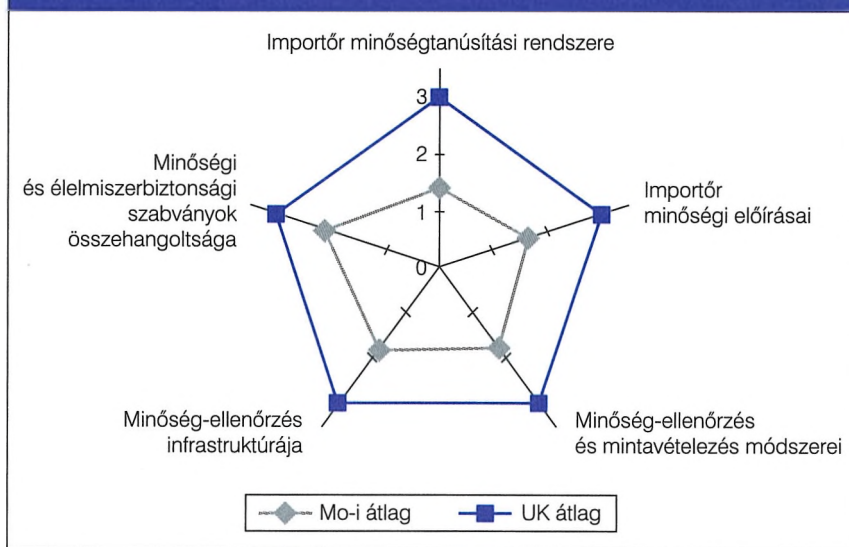 Importőr minőségtanúsítási rendszere
3
2
1
0
Importőr
minőségi előírásai
Minőség-ellenőrzés
és mintavételezés módszerei
Minőség-ellenőrzés
infrastruktúrája
Minőségi
és élelmiszerbiztonsági
szabványok
összehangoltsága
Mo-i átlag
UK átlag